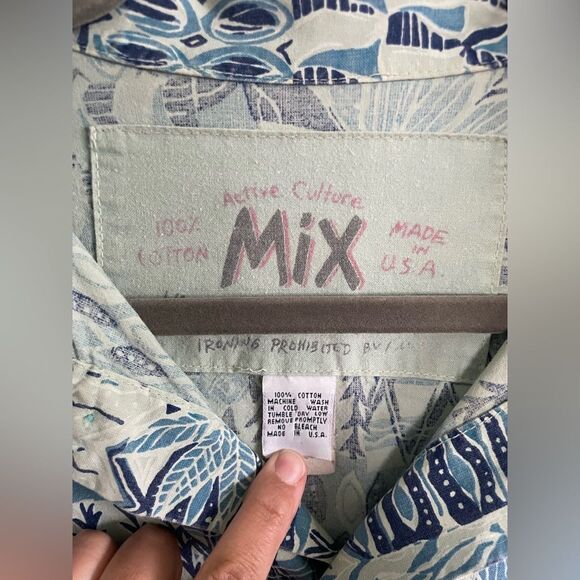 Active Culture
100% COTTON
MiX
MADE IN U.S.A.
IRONING PROHIBITED BY
100% COTTON
MACHINE WASH
IN COLD WATER
TUMBLE DRY LOW
REMOVE PROMPTLY
NO BLEACH
MADE IN U.S.A.